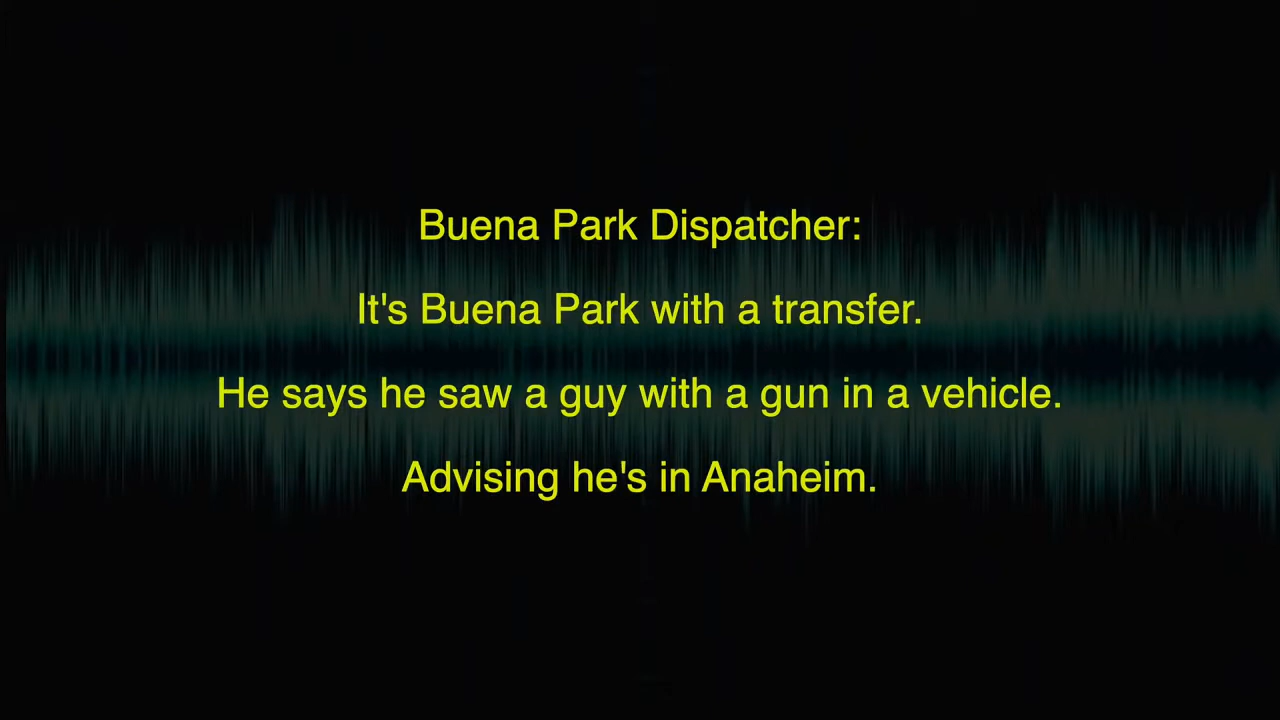 Buena Park Dispatcher:
It's Buena Park with a transfer.
He says he saw a guy with a gun in a vehicle.
Advising he's in Anaheim.